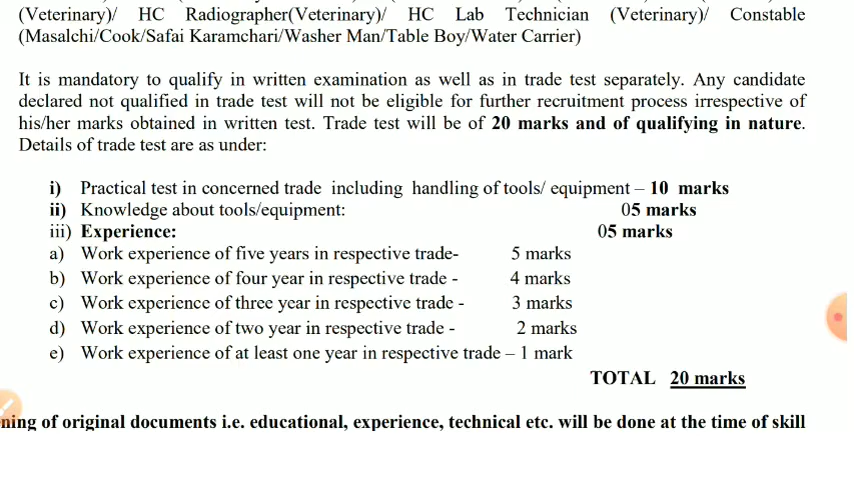 (Veterinary)/ HC Radiographer(Veterinary)/ HC Lab Technician (Veterinary)/ Constable
(Masalchi/Cook/Safai Karamchari/Washer Man/Table Boy/Water Carrier)
It is mandatory to qualify in written examination as well as in trade test separately. Any candidate
declared not qualified in trade test will not be eligible for further recruitment process irrespective of
his/her marks obtained in written test. Trade test will be of 20 marks and of qualifying in nature.
Details of trade test are as under:
i) Practical test in concerned trade including handling of tools/ equipment – 10 marks
ii) Knowledge about tools/equipment: 05 marks
iii) Experience: 05 marks
a) Work experience of five years in respective trade- 5 marks
b) Work experience of four year in respective trade - 4 marks
c) Work experience of three year in respective trade - 3 marks
d) Work experience of two year in respective trade - 2 marks
e) Work experience of at least one year in respective trade – 1 mark
TOTAL 20 marks
ning of original documents i.e. educational, experience, technical etc. will be done at the time of skill